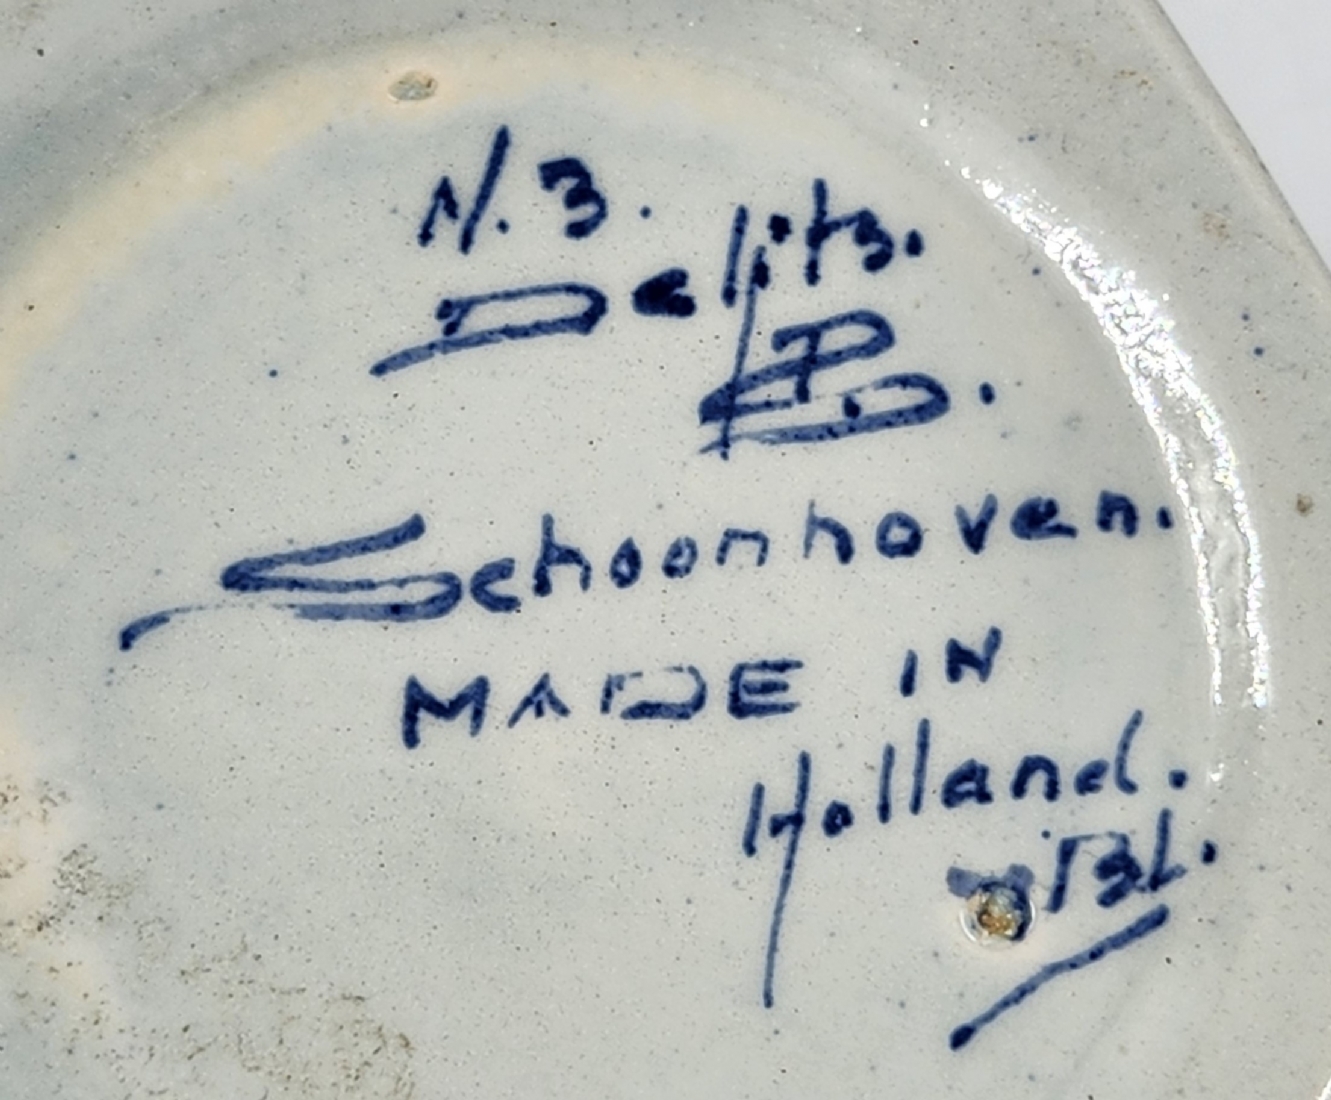 N. 3.
Delfts.
Schoonhoven.
MADE IN
Holland.